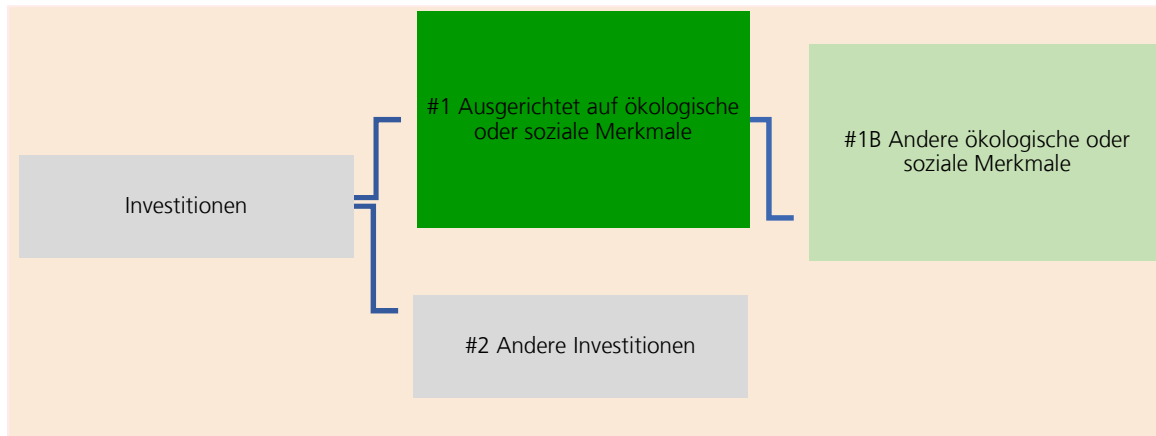 Investitionen
#1 Ausgerichtet auf ökologische
oder soziale Merkmale
#1B Andere ökologische oder
soziale Merkmale
#2 Andere Investitionen